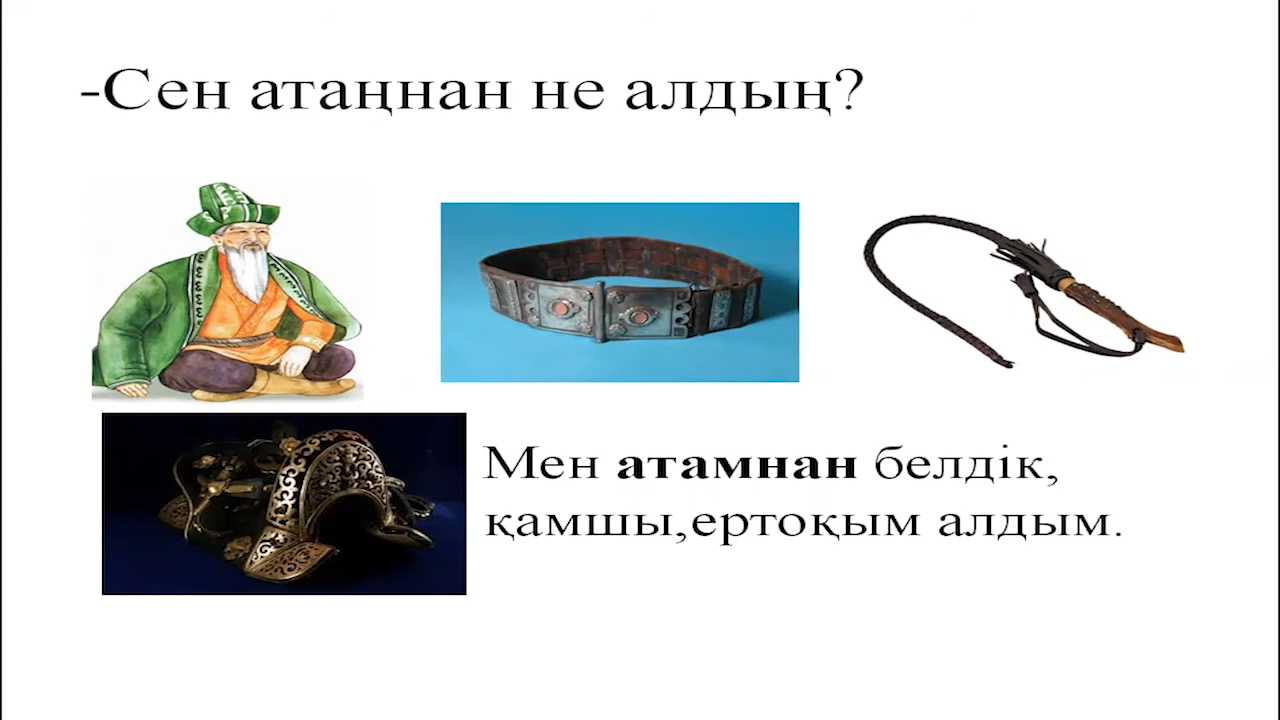 -Сен атаңнан не алдың?
Мен атамнан белдік,
қамшы,ертоқым алдым.